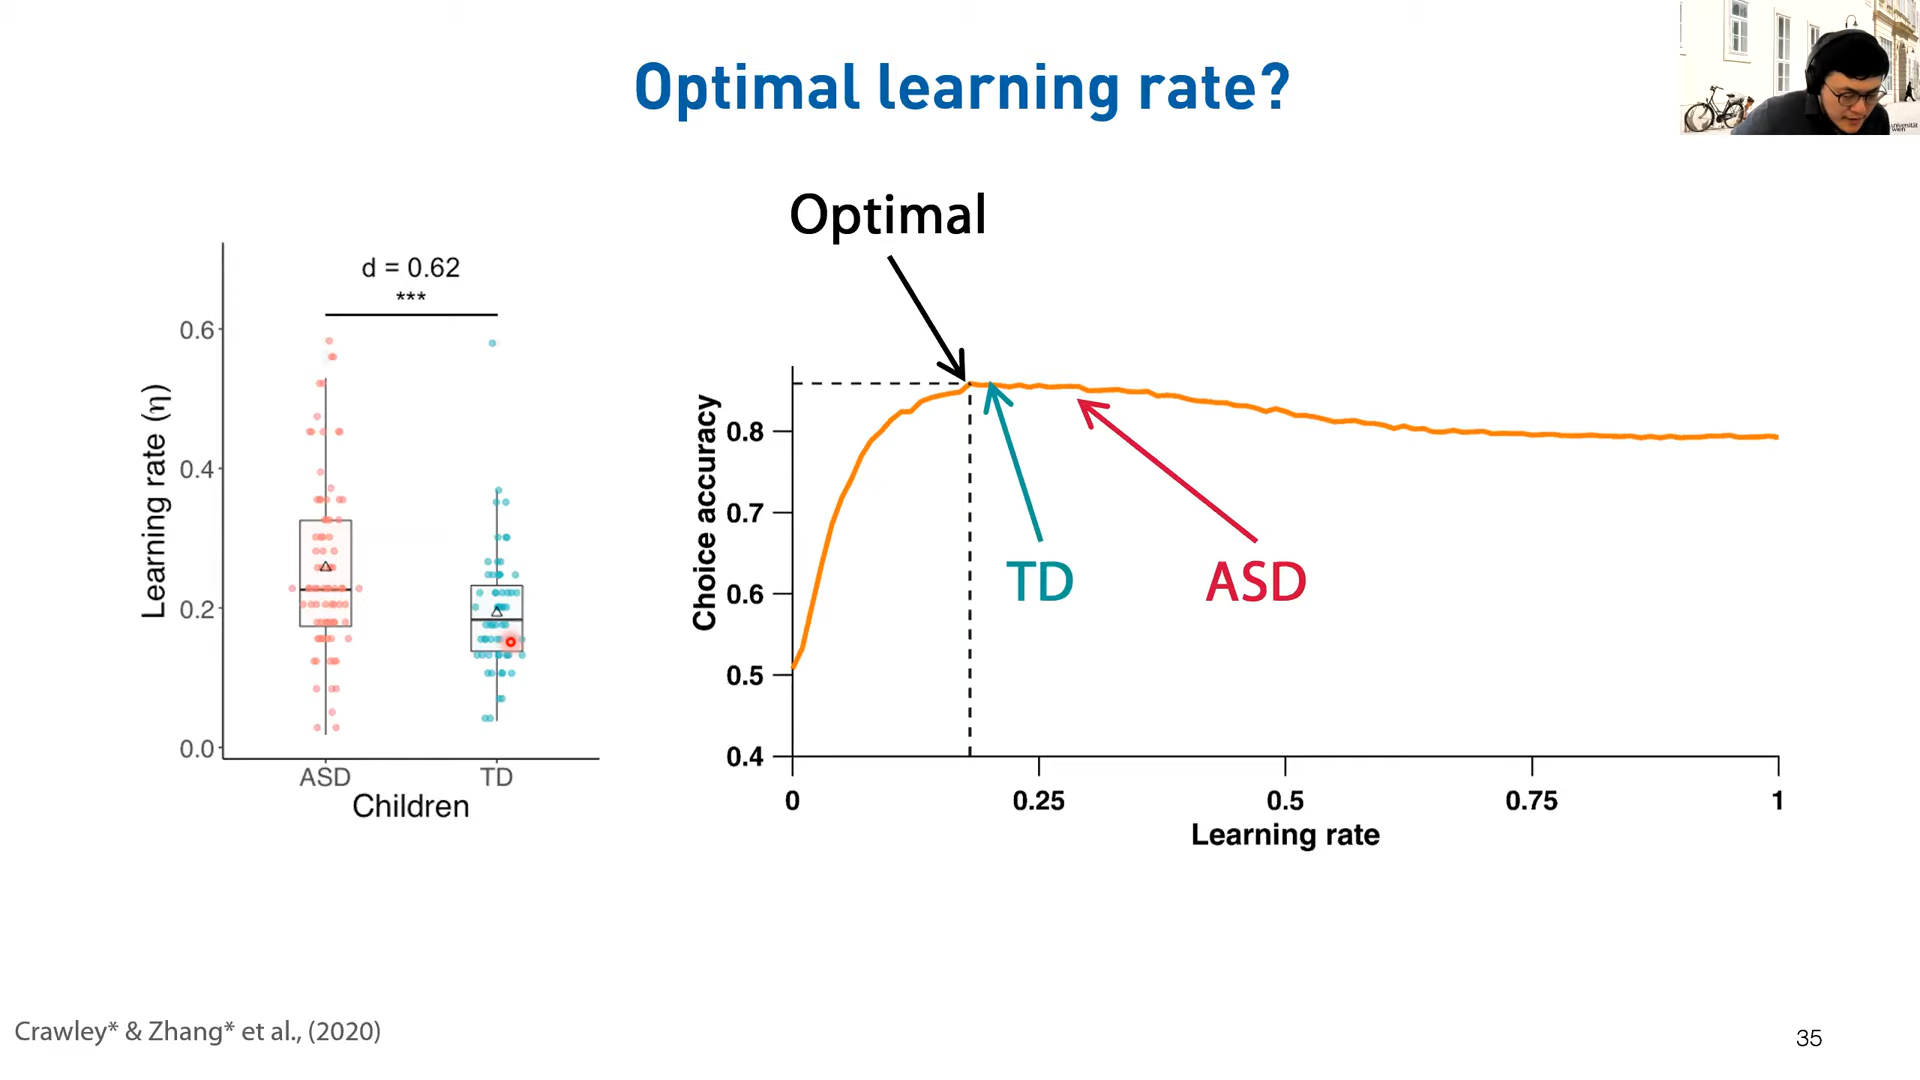 Optimal learning rate?
universität
wien
Optimal
d = 0.62
***
0.6
0.4
0.2
0.0
Learning rate (η)
ASD
TD
Children
Choice accuracy
0.8
0.7
0.6
0.5
0.4
TD
ASD
0
0.25
0.5
0.75
1
Learning rate
Crawley* & Zhang* et al., (2020)
35